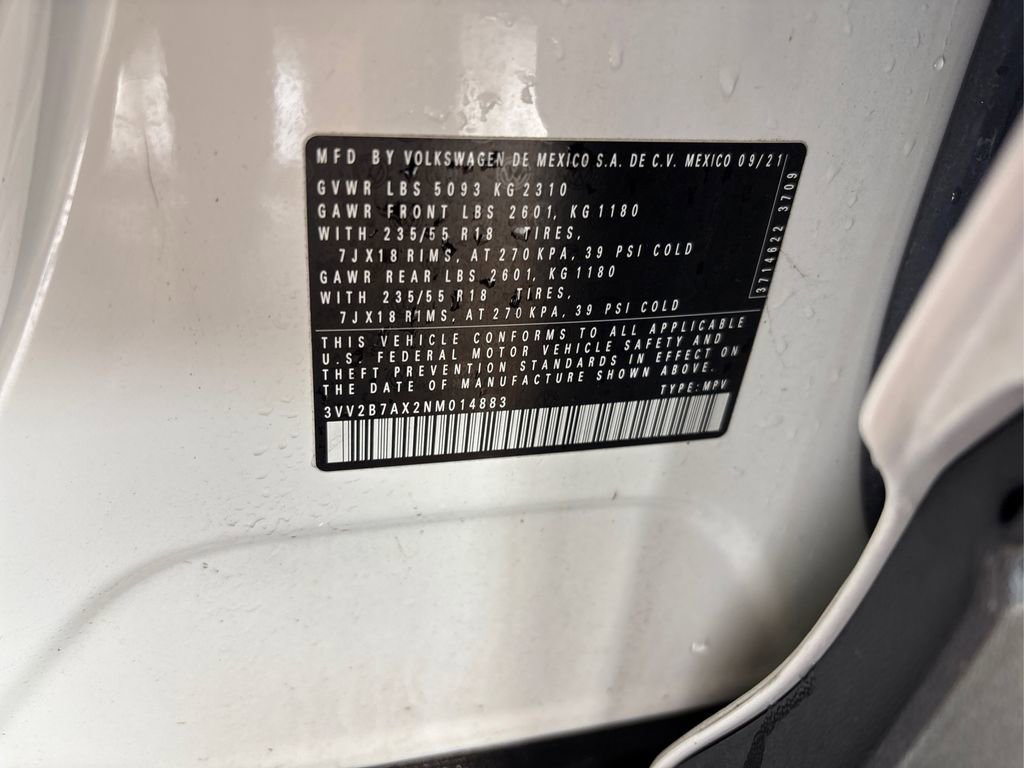 MFD BY VOLKSWAGEN DE MEXICO S.A. DE C.V. MEXICO 09/21
GVWR LBS 5093 KG 2310
GAWR FRONT LBS 2601, KG 1180
WITH 235/55 R18 TIRES,
7JX18 RIMS, AT 270 KPA, 39 PSI COLD
GAWR REAR LBS 2601, KG 1180
WITH 235/55 R18 TIRES,
7JX18 RIMS, AT 270 KPA, 39 PSI COLD
3714622 3709
THIS VEHICLE CONFORMS TO ALL APPLICABLE
U.S. FEDERAL MOTOR VEHICLE SAFETY AND
THEFT PREVENTION STANDARDS IN EFFECT ON
THE DATE OF MANUFACTURE SHOWN ABOVE.
3VV2B7AX2NM014883 TYPE: MPV